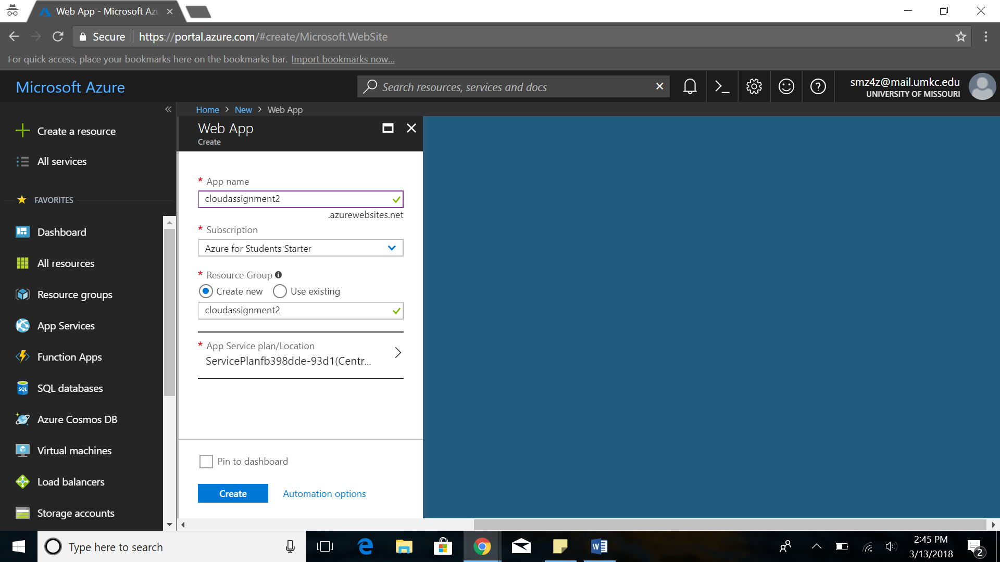 Web App - Microsoft Azu
Secure
https://portal.azure.com/#create/Microsoft.WebSite
For quick access, place your bookmarks here on the bookmarks bar. Import bookmarks now...
Microsoft Azure
Search resources, services and docs
smz4z@mail.umkc.edu
UNIVERSITY OF MISSOURI
Home > New > Web App
Create a resource
All services
FAVORITES
Dashboard
All resources
Resource groups
App Services
Function Apps
SQL databases
Azure Cosmos DB
Virtual machines
Load balancers
Storage accounts
Web App
Create
* App name
cloudassignment2
.azurewebsites.net
* Subscription
Azure for Students Starter
* Resource Group
Create new Use existing
cloudassignment2
* App Service plan/Location
ServicePlanfb398dde-93d1(Centr...
Pin to dashboard
Create Automation options
Type here to search
2:45 PM
3/13/2018
2